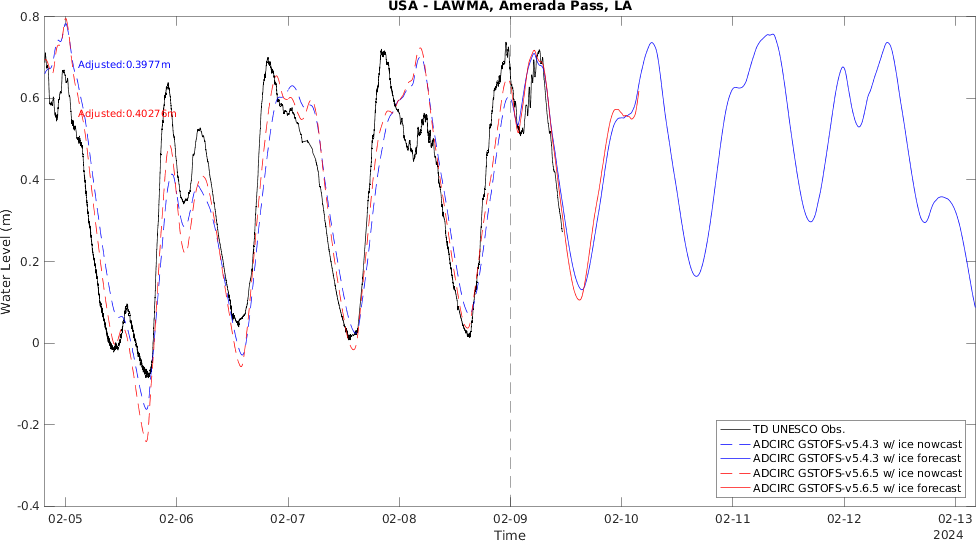 USA - LAWMA, Amerada Pass, LA
0.8
0.6
0.4
0.2
0
-0.2
-0.4
Water Level (m)
Adjusted:0.3977m
Adjusted:0.40276m
TD UNESCO Obs.
ADCIRC GSTOFS-v5.4.3 w/ ice nowcast
ADCIRC GSTOFS-v5.4.3 w/ ice forecast
ADCIRC GSTOFS-v5.6.5 w/ ice nowcast
ADCIRC GSTOFS-v5.6.5 w/ ice forecast
02-05 02-06 02-07 02-08 02-09 02-10 02-11 02-12 02-13
Time 2024